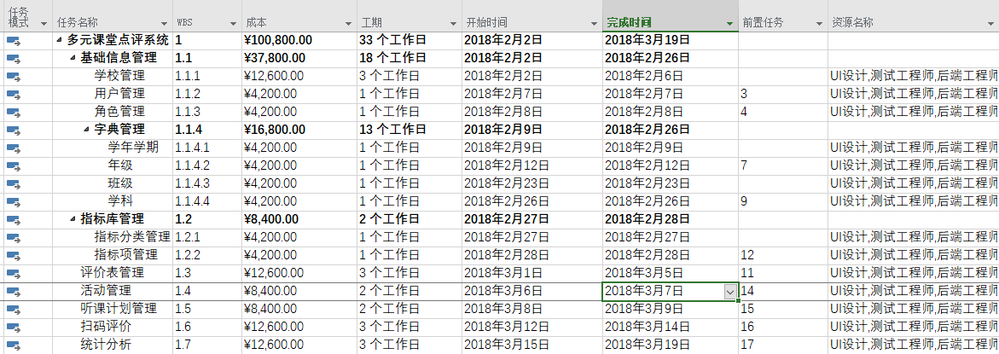 任务模式 任务名称 WBS 成本 工期 开始时间 完成时间 前置任务 资源名称
多元课堂点评系统 1 ¥100,800.00 33 个工作日 2018年2月2日 2018年3月19日
基础信息管理 1.1 ¥37,800.00 18 个工作日 2018年2月2日 2018年2月26日
学校管理 1.1.1 ¥12,600.00 3 个工作日 2018年2月2日 2018年2月6日 UI设计,测试工程师,后端工程师
用户管理 1.1.2 ¥4,200.00 1 个工作日 2018年2月7日 2018年2月7日 3 UI设计,测试工程师,后端工程师
角色管理 1.1.3 ¥4,200.00 1 个工作日 2018年2月8日 2018年2月8日 4 UI设计,测试工程师,后端工程师
字典管理 1.1.4 ¥16,800.00 13 个工作日 2018年2月9日 2018年2月26日
学年学期 1.1.4.1 ¥4,200.00 1 个工作日 2018年2月9日 2018年2月9日 UI设计,测试工程师,后端工程师
年级 1.1.4.2 ¥4,200.00 1 个工作日 2018年2月12日 2018年2月12日 7 UI设计,测试工程师,后端工程师
班级 1.1.4.3 ¥4,200.00 1 个工作日 2018年2月23日 2018年2月23日 UI设计,测试工程师,后端工程师
学科 1.1.4.4 ¥4,200.00 1 个工作日 2018年2月26日 2018年2月26日 9 UI设计,测试工程师,后端工程师
指标库管理 1.2 ¥8,400.00 2 个工作日 2018年2月27日 2018年2月28日
指标分类管理 1.2.1 ¥4,200.00 1 个工作日 2018年2月27日 2018年2月27日 UI设计,测试工程师,后端工程师
指标项管理 1.2.2 ¥4,200.00 1 个工作日 2018年2月28日 2018年2月28日 12 UI设计,测试工程师,后端工程师
评价表管理 1.3 ¥12,600.00 3 个工作日 2018年3月1日 2018年3月5日 11 UI设计,测试工程师,后端工程师
活动管理 1.4 ¥8,400.00 2 个工作日 2018年3月6日 2018年3月7日 14 UI设计,测试工程师,后端工程师
听课计划管理 1.5 ¥8,400.00 2 个工作日 2018年3月8日 2018年3月9日 15 UI设计,测试工程师,后端工程师
扫码评价 1.6 ¥12,600.00 3 个工作日 2018年3月12日 2018年3月14日 16 UI设计,测试工程师,后端工程师
统计分析 1.7 ¥12,600.00 3 个工作日 2018年3月15日 2018年3月19日 17 UI设计,测试工程师,后端工程师